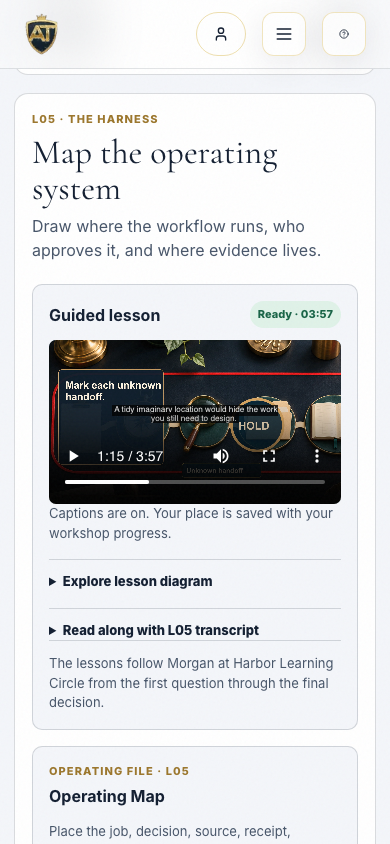 AT
L05 · THE HARNESS
Map the operating
system
Draw where the workflow runs, who
approves it, and where evidence lives.
Guided lesson
Ready · 03:57
Mark each unknown
handoff.
A tidy imaginary location would hide the work
you still need to design.
HOLD
1:15 / 3:57
Unknown handoff
Captions are on. Your place is saved with your
workshop progress.
Explore lesson diagram
Read along with L05 transcript
The lessons follow Morgan at Harbor Learning
Circle from the first question through the final
decision.
OPERATING FILE · L05
Operating Map
Place the job, decision, source, receipt,